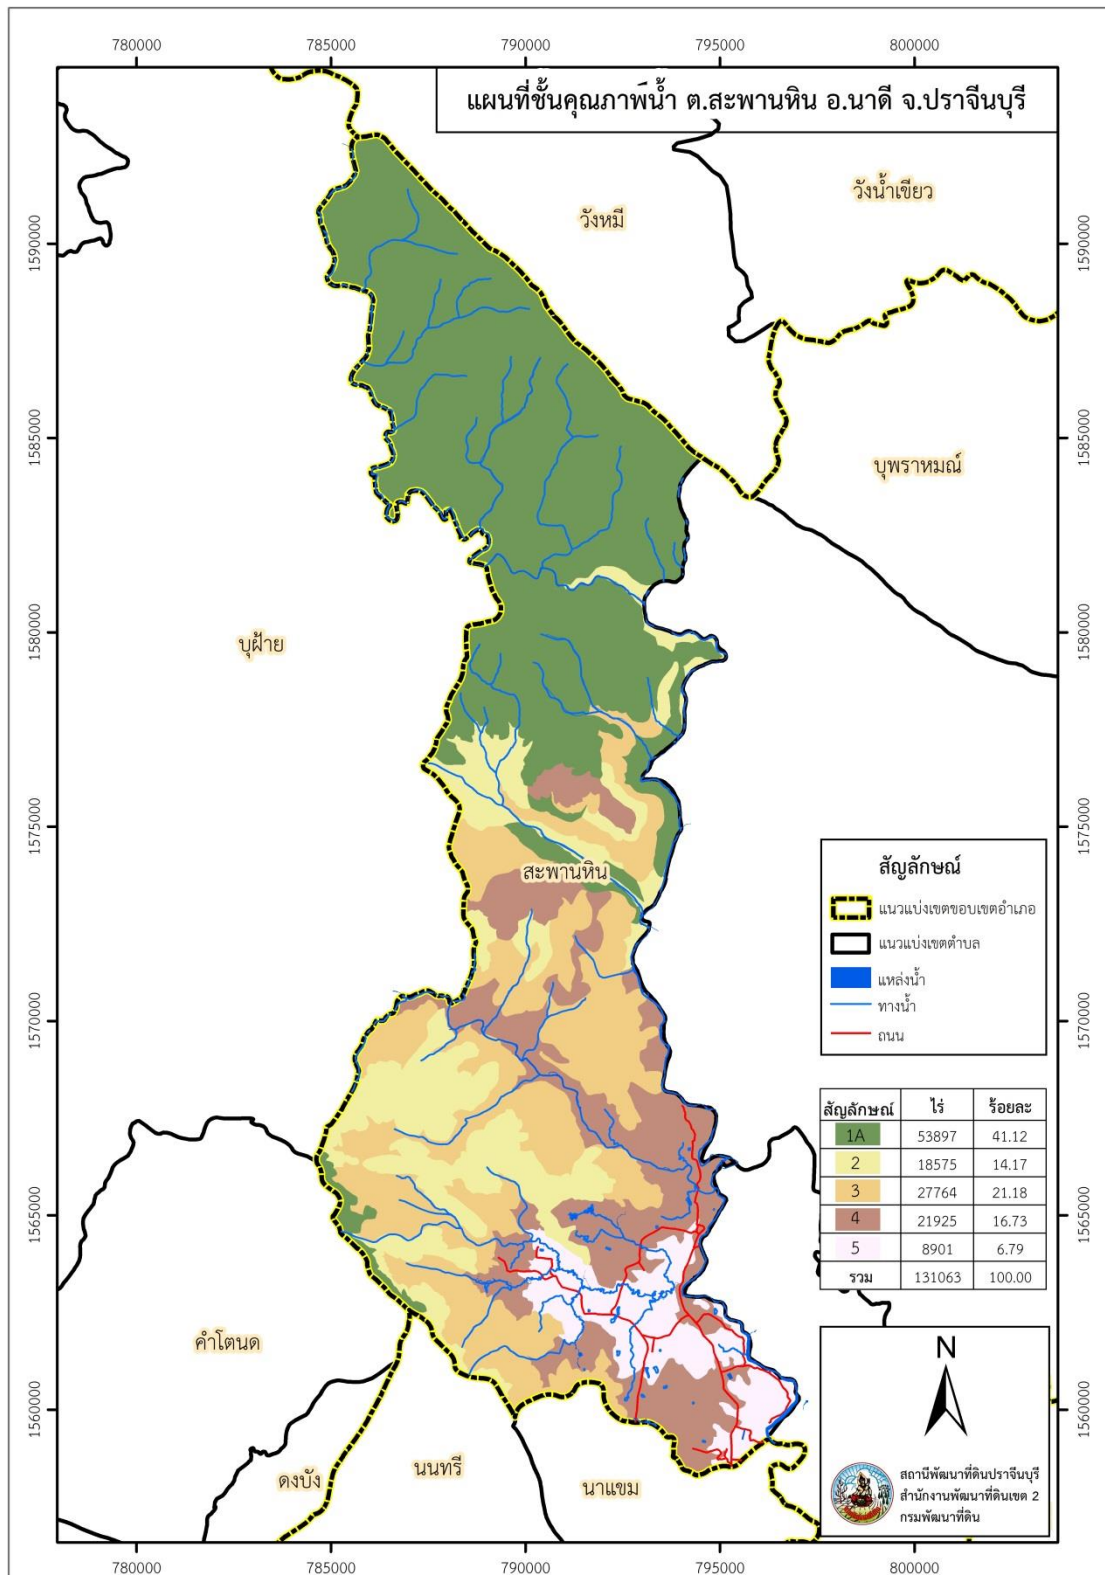 780000 785000 790000 795000 800000
แผนที่ชั้นคุณภาพน้ำ ต.สะพานหิน อ.นาดี จ.ปราจีนบุรี
วังน้ำเขียว
วังหมี
1590000 1590000
1585000 1585000
บุพราหมณ์
1580000 1580000
บุฝ้าย
1575000 1575000
สะพานหิน
สัญลักษณ์
แนวแบ่งเขตขอบเขตอำเภอ
แนวแบ่งเขตตำบล
แหล่งน้ำ
ทางน้ำ
ถนน
1570000 1570000
สัญลักษณ์ ไร่ ร้อยละ
1A 53897 41.12
2 18575 14.17
3 27764 21.18
4 21925 16.73
5 8901 6.79
รวม 131063 100.00
1565000 1565000
คำโตนด
1560000 1560000
N
นนทรี
ดงบัง
นาแขม
สถานีพัฒนาที่ดินปราจีนบุรี
สำนักงานพัฒนาที่ดินเขต 2
กรมพัฒนาที่ดิน
780000 785000 790000 795000 800000